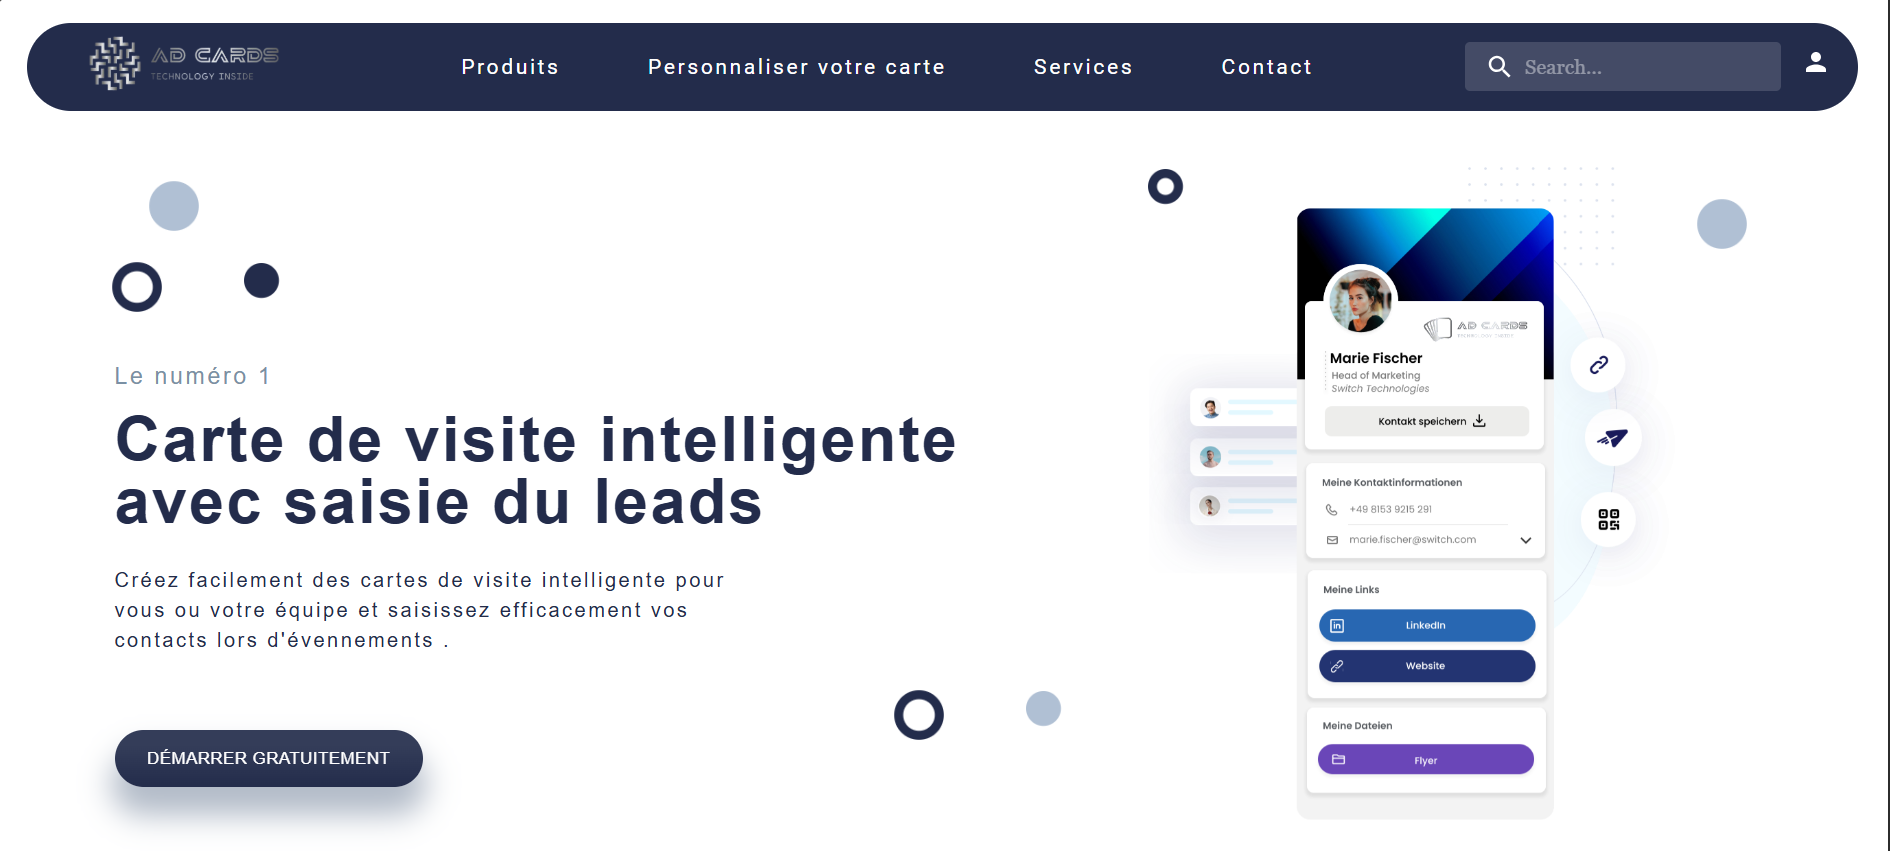 AD CARDS
TECHNOLOGY INSIDE
Produits
Personnaliser votre carte
Services
Contact
Search...
Le numéro 1
Carte de visite intelligente
avec saisie du leads
Créez facilement des cartes de visite intelligente pour
vous ou votre équipe et saisissez efficacement vos
contacts lors d'évennements .
DÉMARRER GRATUITEMENT
AD CARDS
TECHNOLOGY INSIDE
Marie Fischer
Head of Marketing
Switch Technologies
Kontakt speichern
Meine Kontaktinformationen
+49 8153 9215 291
marie.fischer@switch.com
Meine Links
in
LinkedIn
Website
Meine Dateien
Flyer